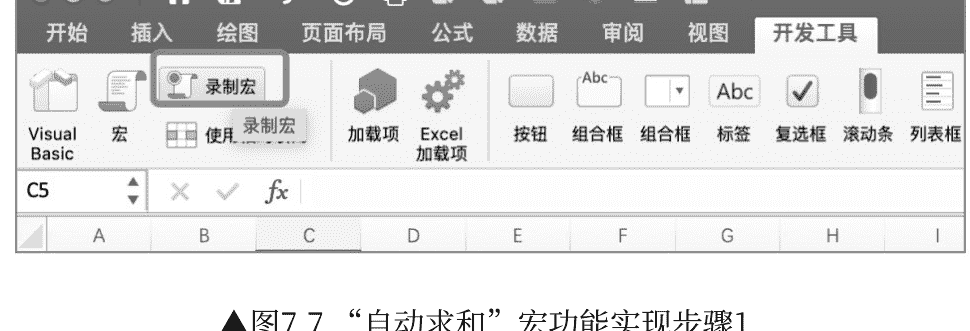 开始 插入 绘图 页面布局 公式 数据 审阅 视图 开发工具
录制宏 Abc Abc
录制宏
Visual Basic 宏 使用 加载项 Excel 加载项 按钮 组合框 组合框 标签 复选框 滚动条 列表框
C5 fx
A B C D E F G H I
▲图7.7 “自动求和”宏功能实现步骤1